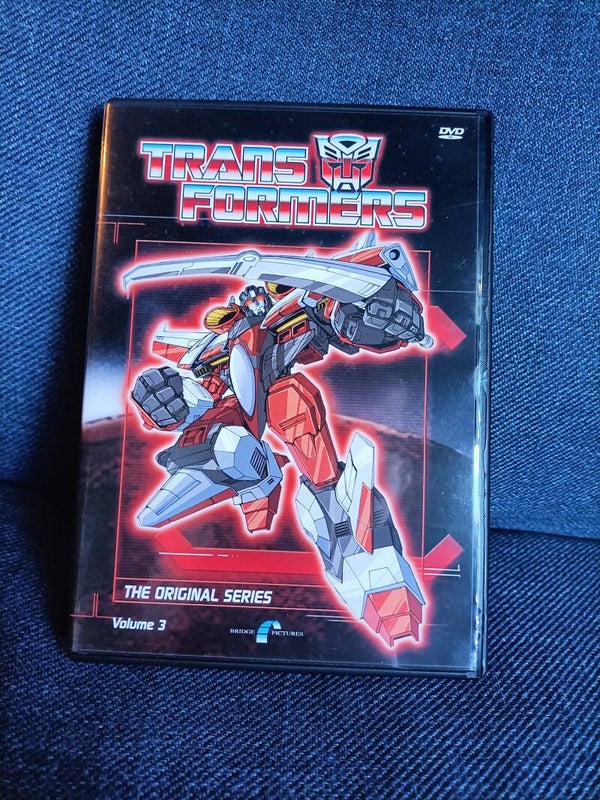 DVD
TRANS
FORMERS
THE ORIGINAL SERIES
Volume 3
BRIDGE PICTURES